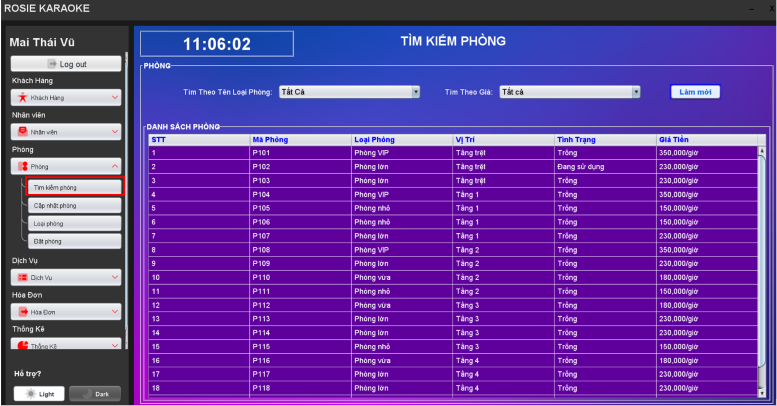 ROSIE KARAOKE
Mai Thái Vũ
Log out
Khách Hàng
Khách Hàng
Nhân viên
Nhân viên
Phòng
Phòng
Tìm kiếm phòng
Cập nhật phòng
Loại phòng
Đặt phòng
Dịch Vụ
Dịch Vụ
Hóa Đơn
Hóa Đơn
Thống Kê
Thống Kê
Hỗ trợ?
Light Dark
11:06:02
TÌM KIẾM PHÒNG
PHÒNG
Tìm Theo Tên Loại Phòng: Tất Cả Tìm Theo Giá: Tất cả Làm mới
DANH SÁCH PHÒNG
STT Mã Phòng Loại Phòng Vị Trí Tình Trạng Giá Tiền
1 P101 Phòng VIP Tầng trệt Trống 350,000/giờ
2 P102 Phòng lớn Tầng trệt Đang sử dụng 230,000/giờ
3 P103 Phòng lớn Tầng trệt Trống 230,000/giờ
4 P104 Phòng VIP Tầng 1 Trống 350,000/giờ
5 P105 Phòng nhỏ Tầng 1 Trống 150,000/giờ
6 P106 Phòng nhỏ Tầng 1 Trống 150,000/giờ
7 P107 Phòng lớn Tầng 1 Trống 230,000/giờ
8 P108 Phòng VIP Tầng 2 Trống 350,000/giờ
9 P109 Phòng lớn Tầng 2 Trống 230,000/giờ
10 P110 Phòng vừa Tầng 2 Trống 180,000/giờ
11 P111 Phòng nhỏ Tầng 2 Trống 150,000/giờ
12 P112 Phòng vừa Tầng 3 Trống 180,000/giờ
13 P113 Phòng lớn Tầng 3 Trống 230,000/giờ
14 P114 Phòng lớn Tầng 3 Trống 230,000/giờ
15 P115 Phòng nhỏ Tầng 3 Trống 150,000/giờ
16 P116 Phòng vừa Tầng 4 Trống 180,000/giờ
17 P117 Phòng lớn Tầng 4 Trống 230,000/giờ
18 P118 Phòng lớn Tầng 4 Trống 230,000/giờ